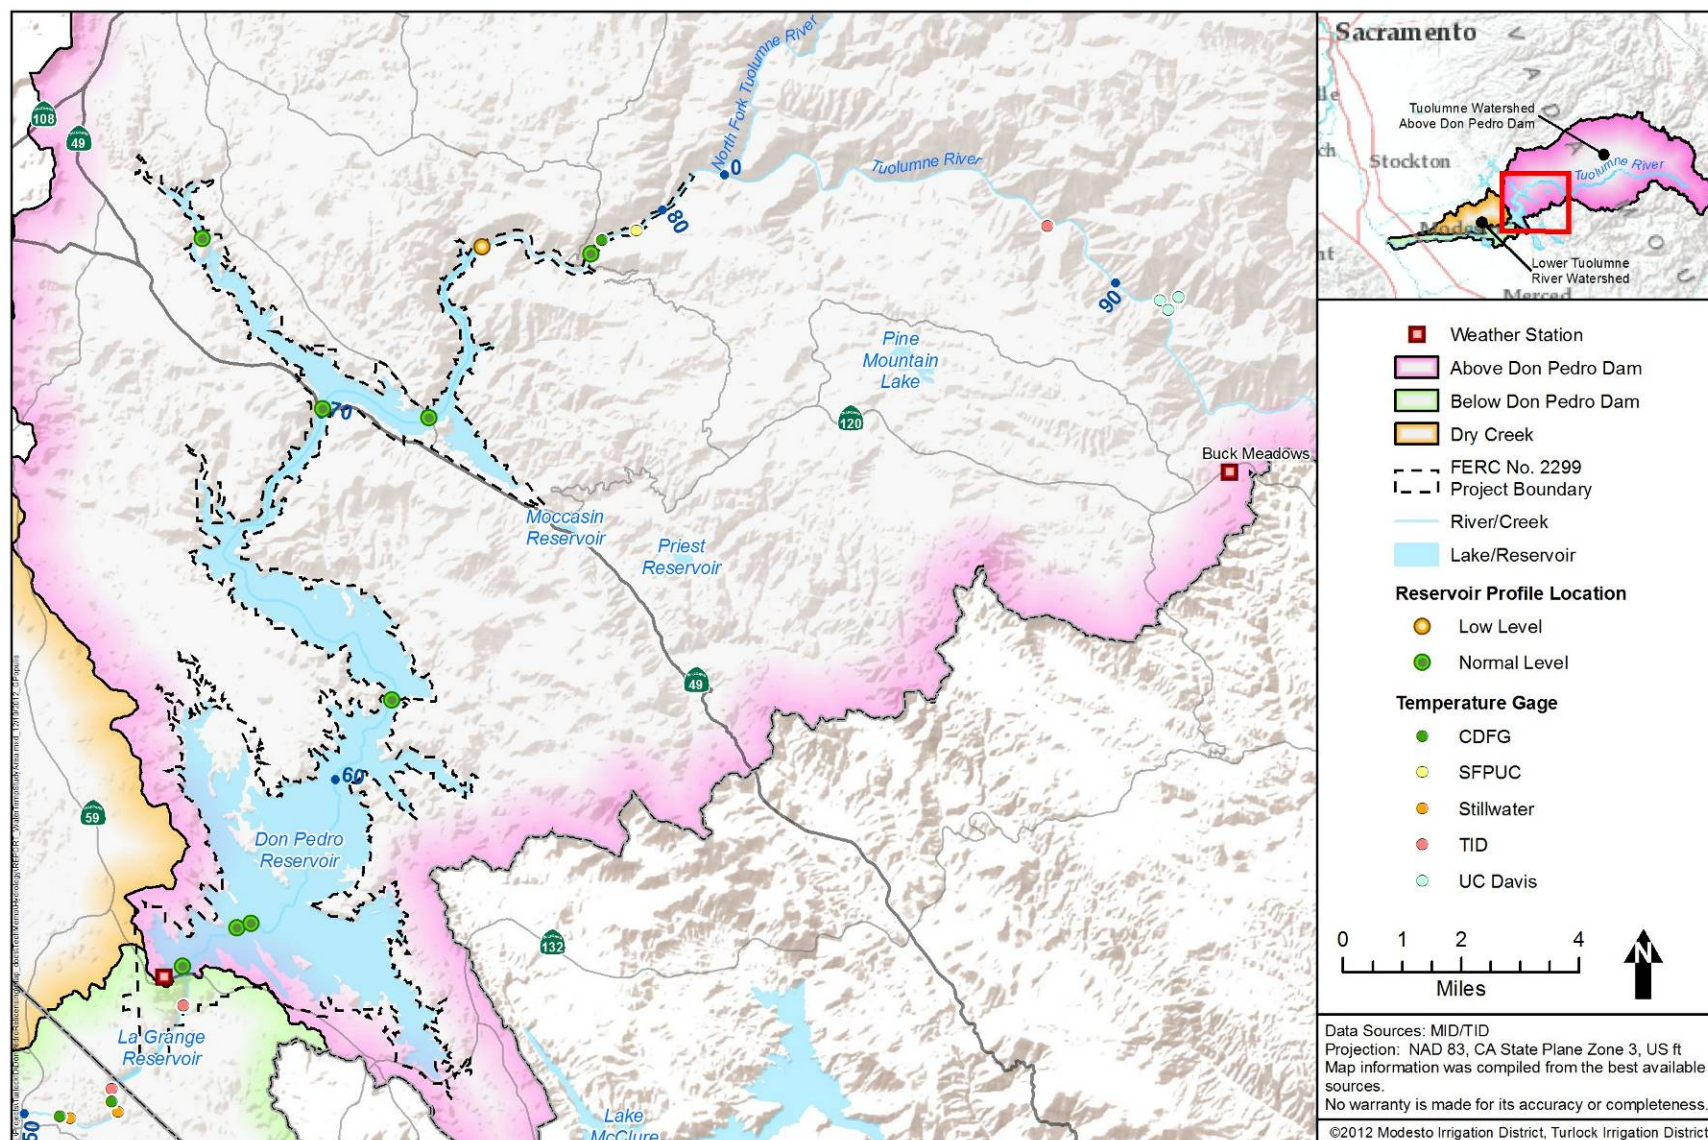 108
49
North Fork Tuolumne River
0
Tuolumne River
80
90
Pine
Mountain
Lake
70
120
Buck Meadows
Moccasin
Reservoir
Priest
Reservoir
49
60
59
Don Pedro
Reservoir
132
La Grange
Reservoir
50
Lake
McClure
Sacramento
Tuolumne Watershed
Above Don Pedro Dam
Stockton
Tuolumne River
Lower Tuolumne
River Watershed
Merced
Weather Station
Above Don Pedro Dam
Below Don Pedro Dam
Dry Creek
FERC No. 2299
Project Boundary
River/Creek
Lake/Reservoir
Reservoir Profile Location
Low Level
Normal Level
Temperature Gage
CDFG
SFPUC
Stillwater
TID
UC Davis
0 1 2 4
Miles
N
Data Sources: MID/TID
Projection: NAD 83, CA State Plane Zone 3, US ft
Map information was compiled from the best available
sources.
No warranty is made for its accuracy or completeness.
©2012 Modesto Irrigation District, Turlock Irrigation District